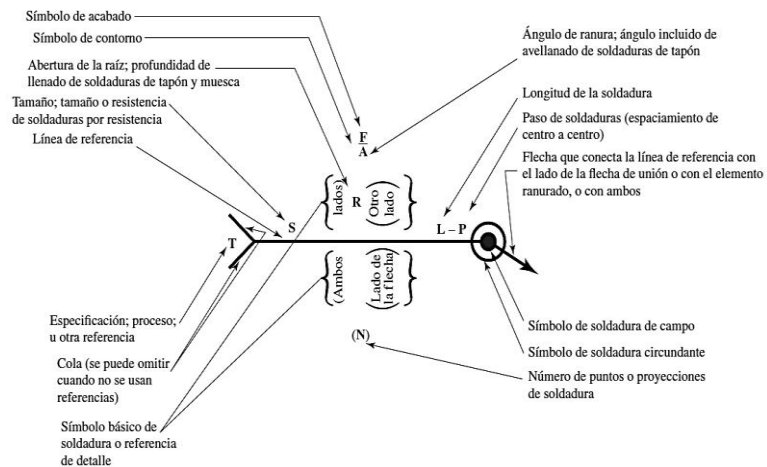 Símbolo de acabado
Símbolo de contorno
Abertura de la raíz; profundidad de
llenado de soldaduras de tapón y muesca
Tamaño; tamaño o resistencia
de soldaduras por resistencia
Línea de referencia
Ángulo de ranura; ángulo incluido de
avellanado de soldaduras de tapón
Longitud de la soldadura
Paso de soldaduras (espaciamiento de
centro a centro)
Flecha que conecta la línea de referencia con
el lado de la flecha de unión o con el elemento
ranurado, o con ambos
F
A
R
lados)
(Otro
lado)
S
L – P
T
(Ambos
(Lado de
la flecha)
(N)
Especificación; proceso;
u otra referencia
Cola (se puede omitir
cuando no se usan
referencias)
Símbolo básico de
soldadura o referencia
de detalle
Símbolo de soldadura de campo
Símbolo de soldadura circundante
Número de puntos o proyecciones
de soldadura